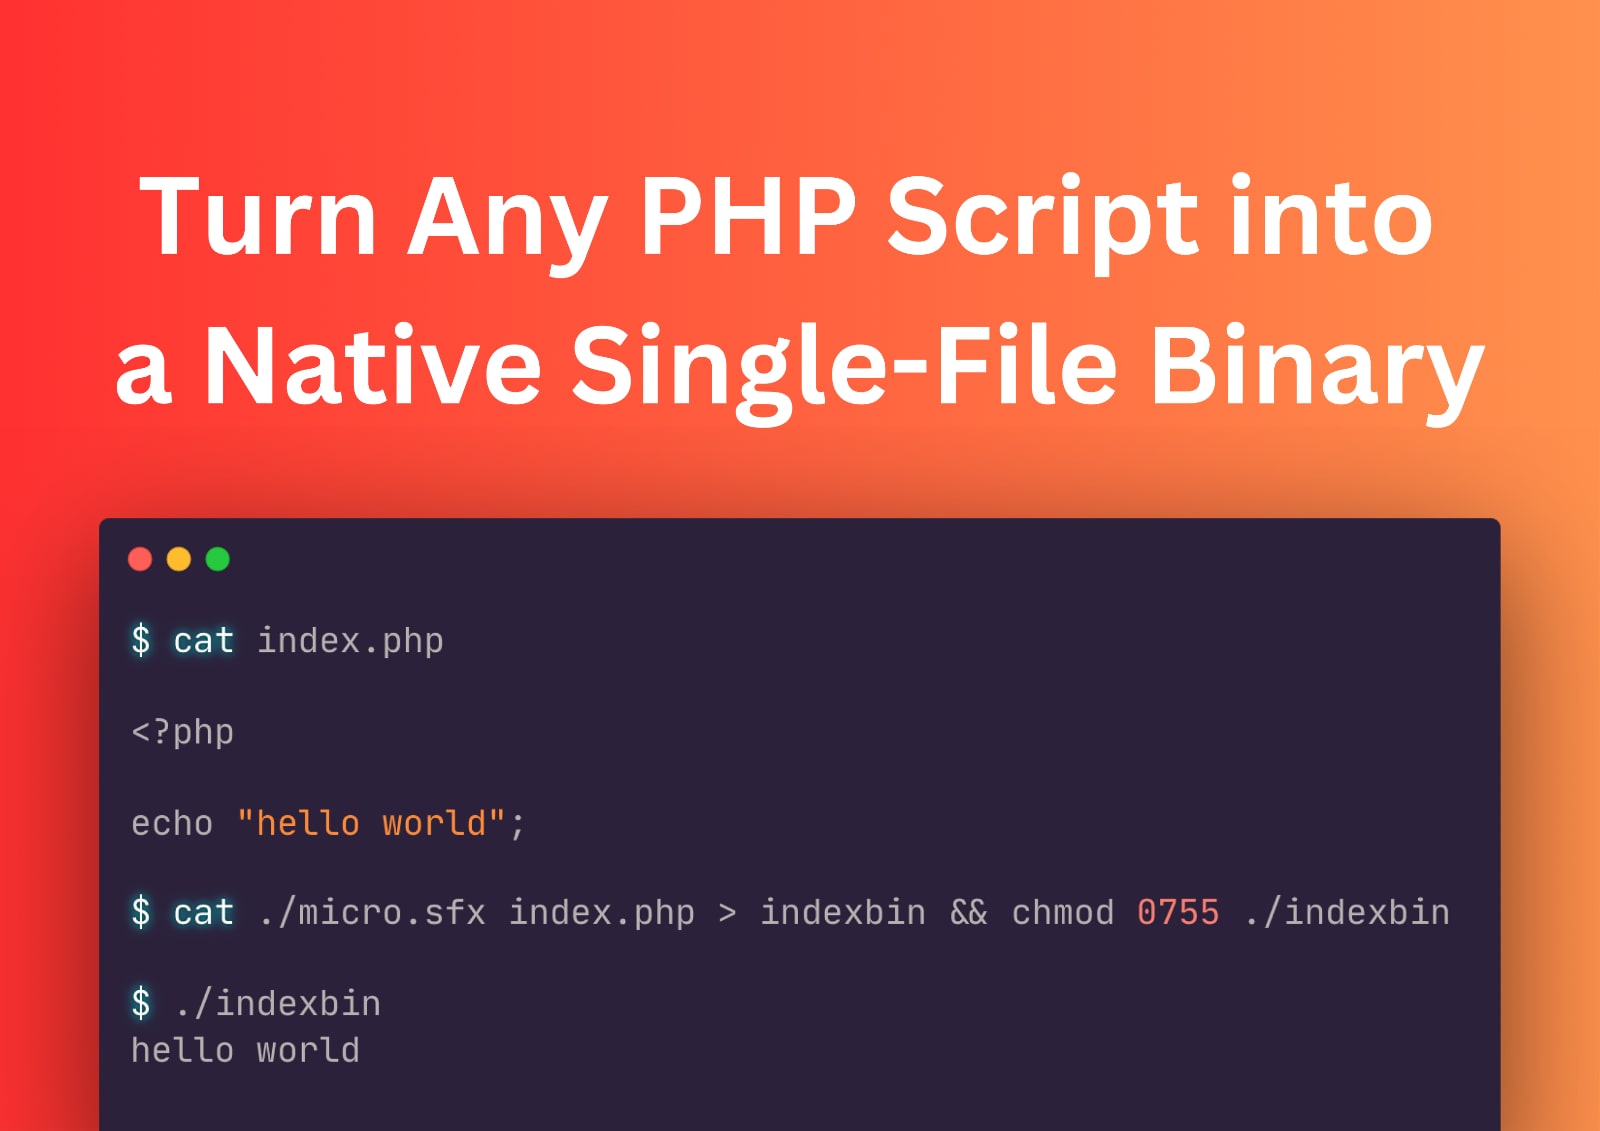 Turn Any PHP Script into
a Native Single-File Binary
$ cat index.php
<?php
echo "hello world";
$ cat ./micro.sfx index.php > indexbin && chmod 0755 ./indexbin
$ ./indexbin
hello world